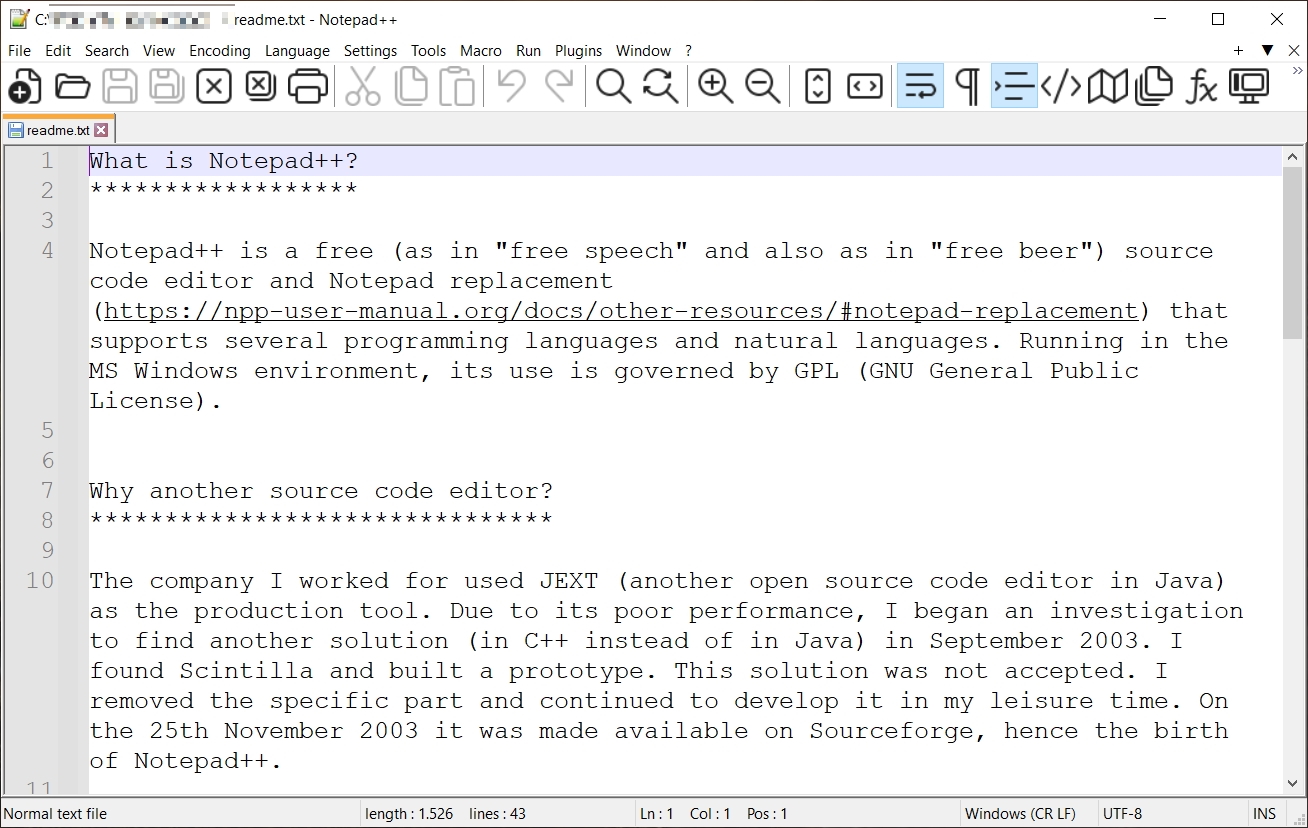 C:\ readme.txt - Notepad++
File Edit Search View Encoding Language Settings Tools Macro Run Plugins Window ?
readme.txt
1 What is Notepad++?
2 ******************
3
4 Notepad++ is a free (as in "free speech" and also as in "free beer") source
code editor and Notepad replacement
(https://npp-user-manual.org/docs/other-resources/#notepad-replacement) that
supports several programming languages and natural languages. Running in the
MS Windows environment, its use is governed by GPL (GNU General Public
License).
5
6
7 Why another source code editor?
8 *******************************
9
10 The company I worked for used JEXT (another open source code editor in Java)
as the production tool. Due to its poor performance, I began an investigation
to find another solution (in C++ instead of in Java) in September 2003. I
found Scintilla and built a prototype. This solution was not accepted. I
removed the specific part and continued to develop it in my leisure time. On
the 25th November 2003 it was made available on Sourceforge, hence the birth
of Notepad++.
11
Normal text file length : 1.526 lines : 43 Ln : 1 Col : 1 Pos : 1 Windows (CR LF) UTF-8 INS